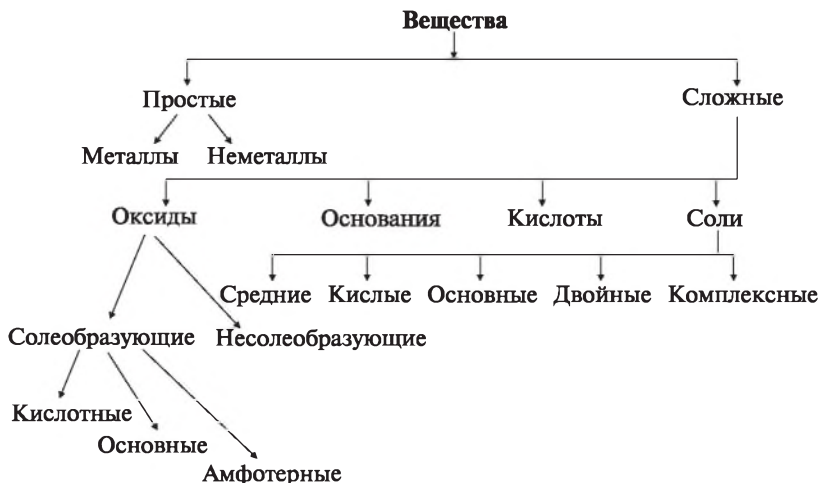 Вещества
Простые Сложные
Металлы Неметаллы
Оксиды Основания Кислоты Соли
Средние Кислые Основные Двойные Комплексные
Солеобразующие Несолеобразующие
Кислотные
Основные
Амфотерные